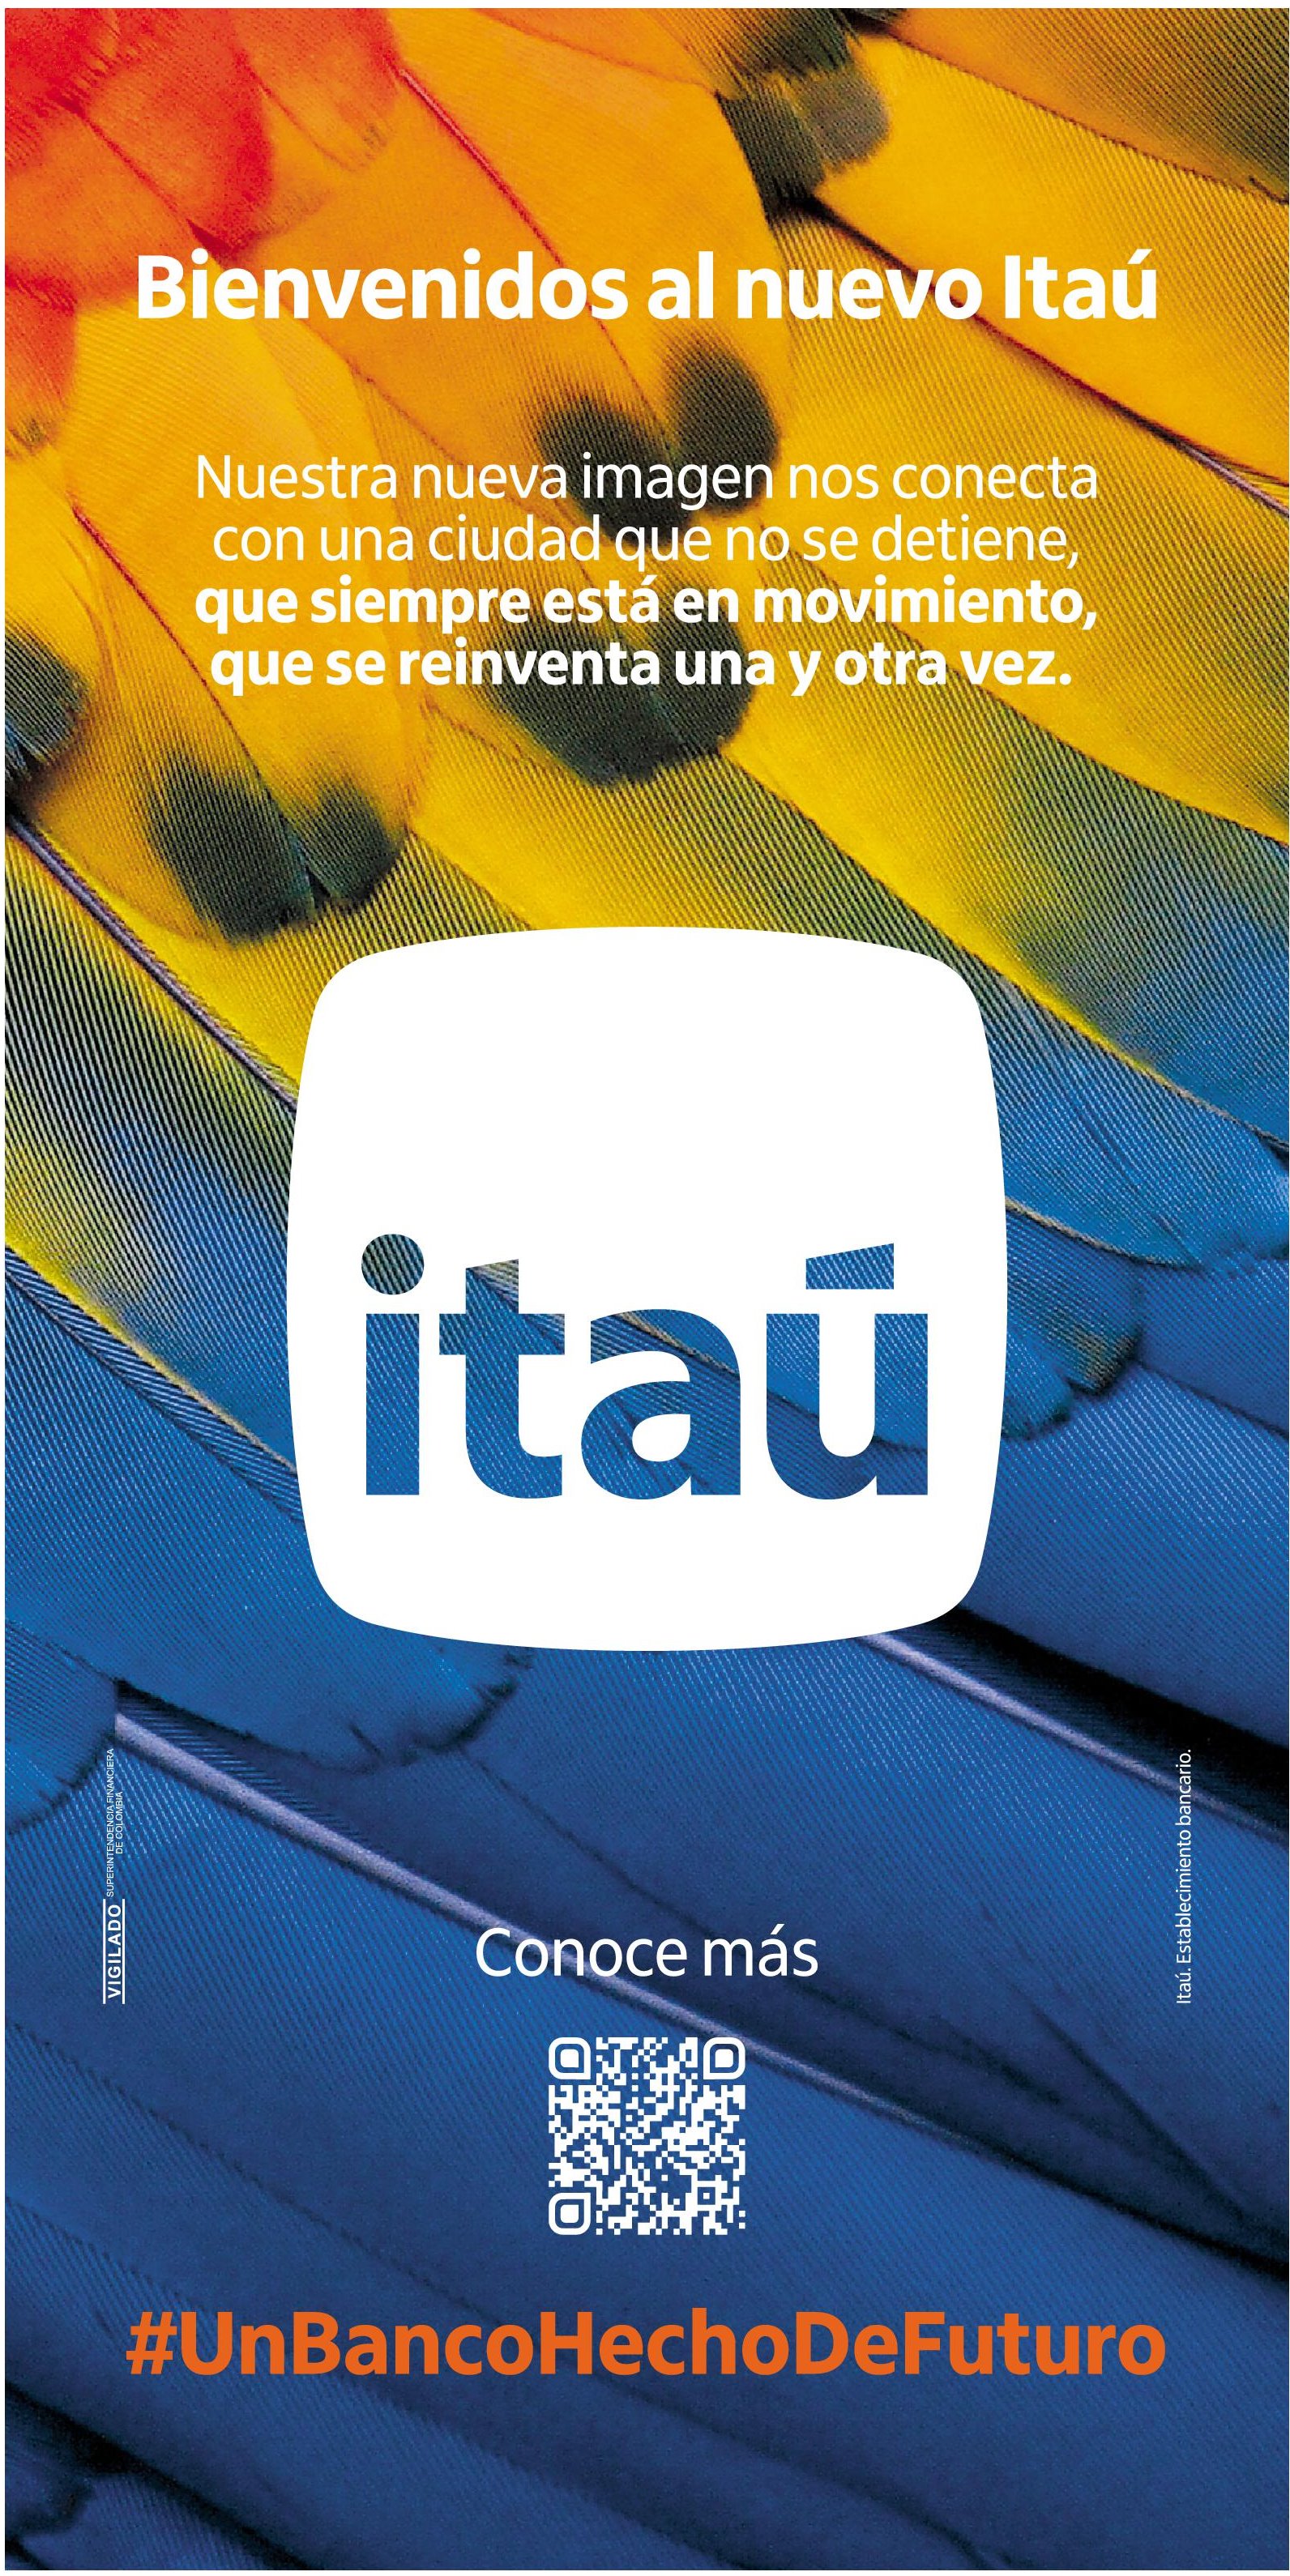 Bienvenidos al nuevo Itaú
Nuestra nueva imagen nos conecta
con una ciudad que no se detiene,
que siempre está en movimiento,
que se reinventa una y otra vez.
itaú
VIGILADO SUPERINTENDENCIA FINANCIERA
DE COLOMBIA
Itaú. Establecimiento bancario.
Conoce más
#UnBancoHechoDeFuturo